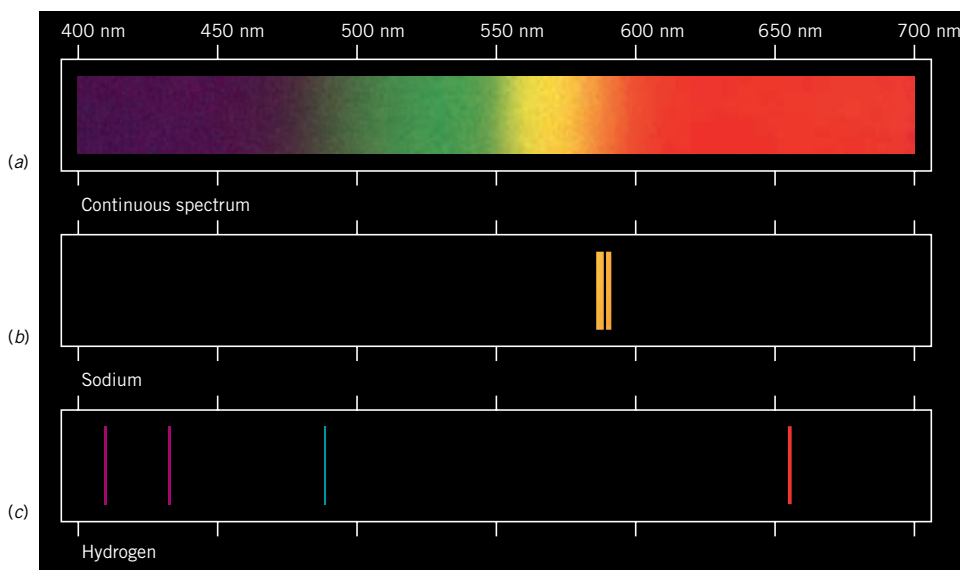 400 nm 450 nm 500 nm 550 nm 600 nm 650 nm 700 nm
(a)
Continuous spectrum
(b)
Sodium
(c)
Hydrogen